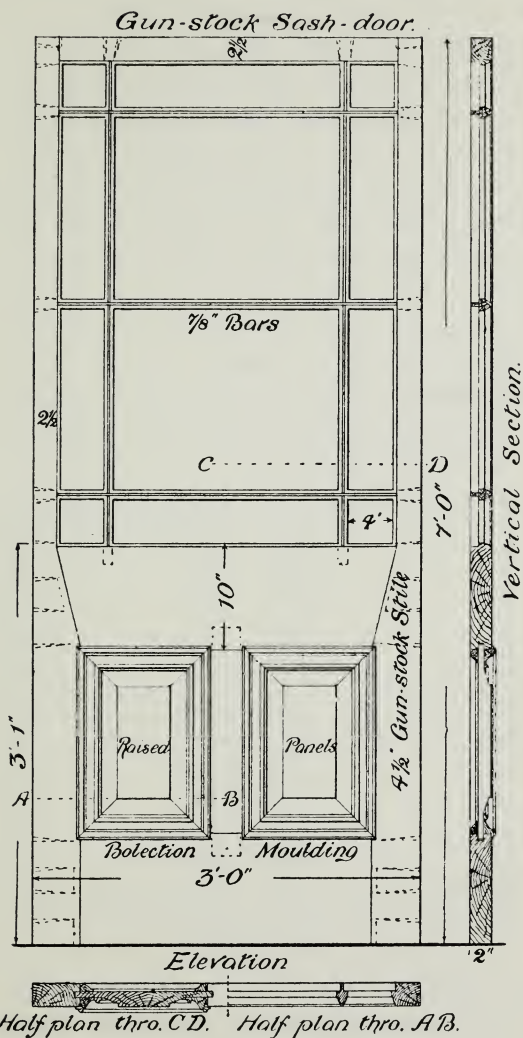 Gun-stock Sash-door.
2½
⅞" Bars
2½
C
D
4'
7'-0"
Vertical Section.
10"
4½" Gun-stock Stile
3'-1"
Raised
Panels
A
B
Bolection Moulding
3'-0"
2"
Elevation
Half plan thro. C D. Half plan thro. A B.